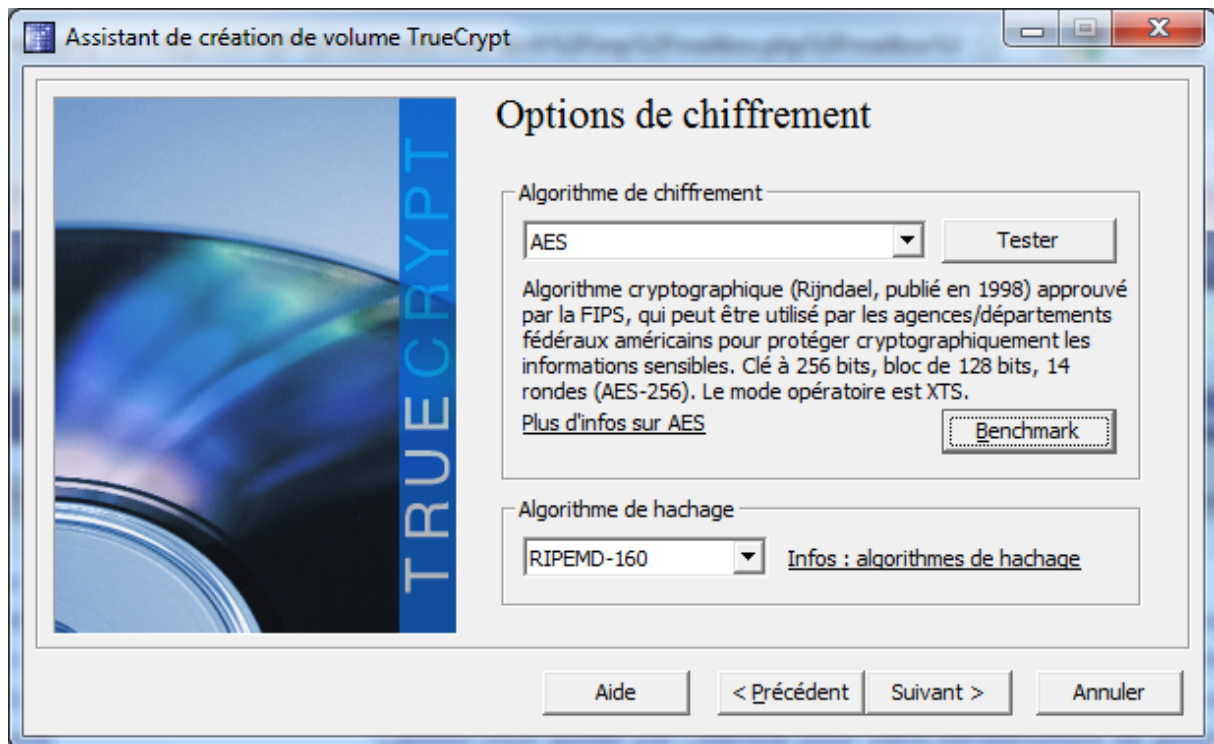 Assistant de création de volume TrueCrypt
TRUECRYPT
Options de chiffrement
Algorithme de chiffrement
AES
Tester
Algorithme cryptographique (Rijndael, publié en 1998) approuvé
par la FIPS, qui peut être utilisé par les agences/départements
fédéraux américains pour protéger cryptographiquement les
informations sensibles. Clé à 256 bits, bloc de 128 bits, 14
rondes (AES-256). Le mode opératoire est XTS.
Plus d'infos sur AES
Benchmark
Algorithme de hachage
RIPEMD-160
Infos : algorithmes de hachage
Aide
< Précédent
Suivant >
Annuler